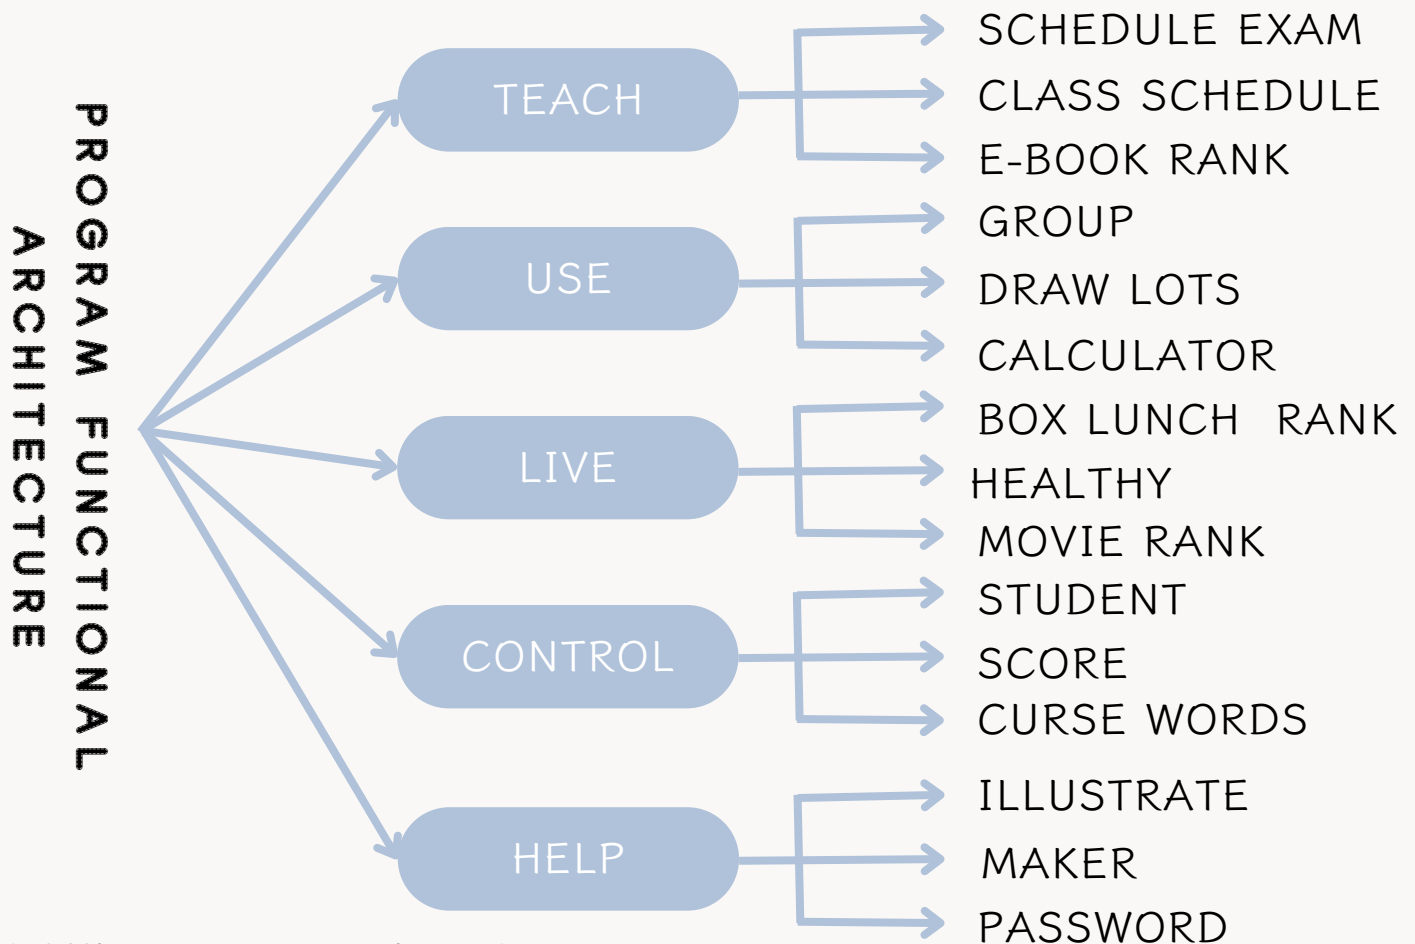 PROGRAM FUNCTIONAL
ARCHITECTURE
TEACH
SCHEDULE EXAM
CLASS SCHEDULE
E-BOOK RANK
USE
GROUP
DRAW LOTS
CALCULATOR
LIVE
BOX LUNCH RANK
HEALTHY
MOVIE RANK
CONTROL
STUDENT
SCORE
CURSE WORDS
HELP
ILLUSTRATE
MAKER
PASSWORD